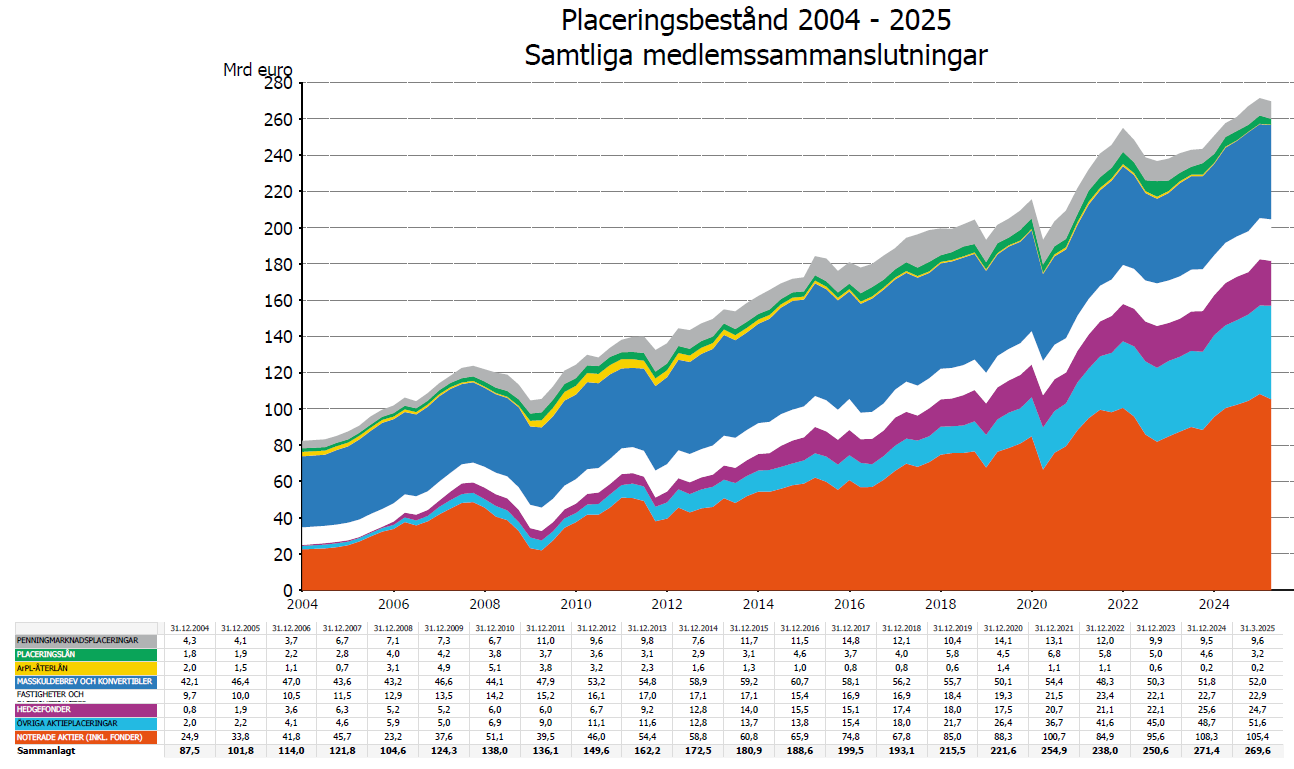 Placeringsbestånd 2004 - 2025
Samtliga medlemssammanslutningar
Mrd euro
280
260
240
220
200
180
160
140
120
100
80
60
40
20
0
2004 2006 2008 2010 2012 2014 2016 2018 2020 2022 2024
31.12.2004 31.12.2005 31.12.2006 31.12.2007 31.12.2008 31.12.2009 31.12.2010 31.12.2011 31.12.2012 31.12.2013 31.12.2014 31.12.2015 31.12.2016 31.12.2017 31.12.2018 31.12.2019 31.12.2020 31.12.2021 31.12.2022 31.12.2023 31.12.2024 31.3.2025
PENNINGMARKNADSPLACERINGAR 4,3 4,1 3,7 6,7 7,1 7,3 6,7 11,0 9,6 9,8 7,6 11,7 11,5 14,8 12,1 10,4 14,1 13,1 12,0 9,9 9,5 9,6
PLACERINGSLÅN 1,8 1,9 2,2 2,8 4,0 4,2 3,8 3,7 3,6 3,1 2,9 3,1 4,6 3,7 4,0 5,8 4,5 6,8 5,8 5,0 4,6 3,2
ArPL-ÅTERLÅN 2,0 1,5 1,1 0,7 3,1 4,9 5,1 3,8 3,2 2,3 1,6 1,3 1,0 0,8 0,8 0,6 1,4 1,1 1,1 0,6 0,2 0,2
MASSKULDEBREV OCH KONVERTIBLER 42,1 46,4 47,0 43,6 43,2 46,6 44,1 47,9 53,2 54,8 58,9 59,2 60,7 58,1 56,2 55,7 50,1 54,4 48,3 50,3 51,8 52,0
FASTIGHETER OCH 9,7 10,0 10,5 11,5 12,9 13,5 14,2 15,2 16,1 17,0 17,1 17,1 15,4 16,9 16,9 18,4 19,3 21,5 23,4 22,1 22,7 22,9
HEDGEFONDER 0,8 1,9 3,6 6,3 5,2 5,2 6,0 6,0 6,7 9,2 12,8 14,0 15,5 15,1 17,4 18,0 17,5 20,7 21,1 22,1 25,6 24,7
ÖVRIGA AKTIEPLACERINGAR 2,0 2,2 4,1 4,6 5,9 5,0 6,9 9,0 11,1 11,6 12,8 13,7 13,8 15,4 18,0 21,7 26,4 36,7 41,6 45,0 48,7 51,6
NOTERADE AKTIER (INKL. FONDER) 24,9 33,8 41,8 45,7 23,2 37,6 51,1 39,5 46,0 54,4 58,8 60,8 65,9 74,8 67,8 85,0 88,3 100,7 84,9 95,6 108,3 105,4
Sammanlagt 87,5 101,8 114,0 121,8 104,6 124,3 138,0 136,1 149,6 162,2 172,5 180,9 188,6 199,5 193,1 215,5 221,6 254,9 238,0 250,6 271,4 269,6